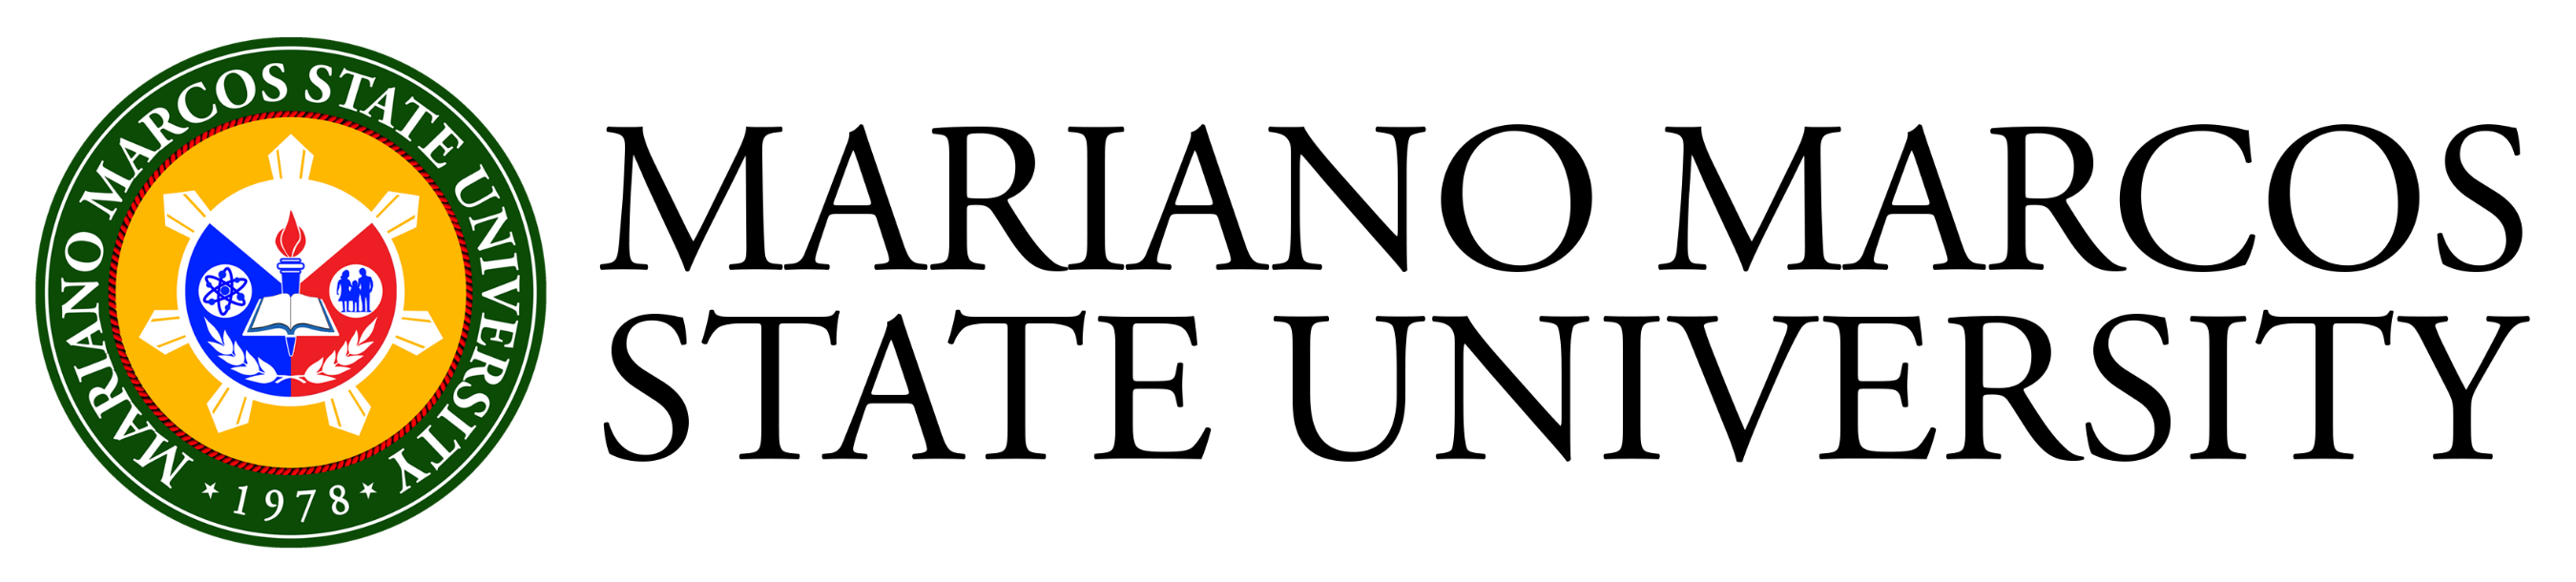 MARIANO MARCOS STATE UNIVERSITY
1978
MARIANO MARCOS
STATE UNIVERSITY